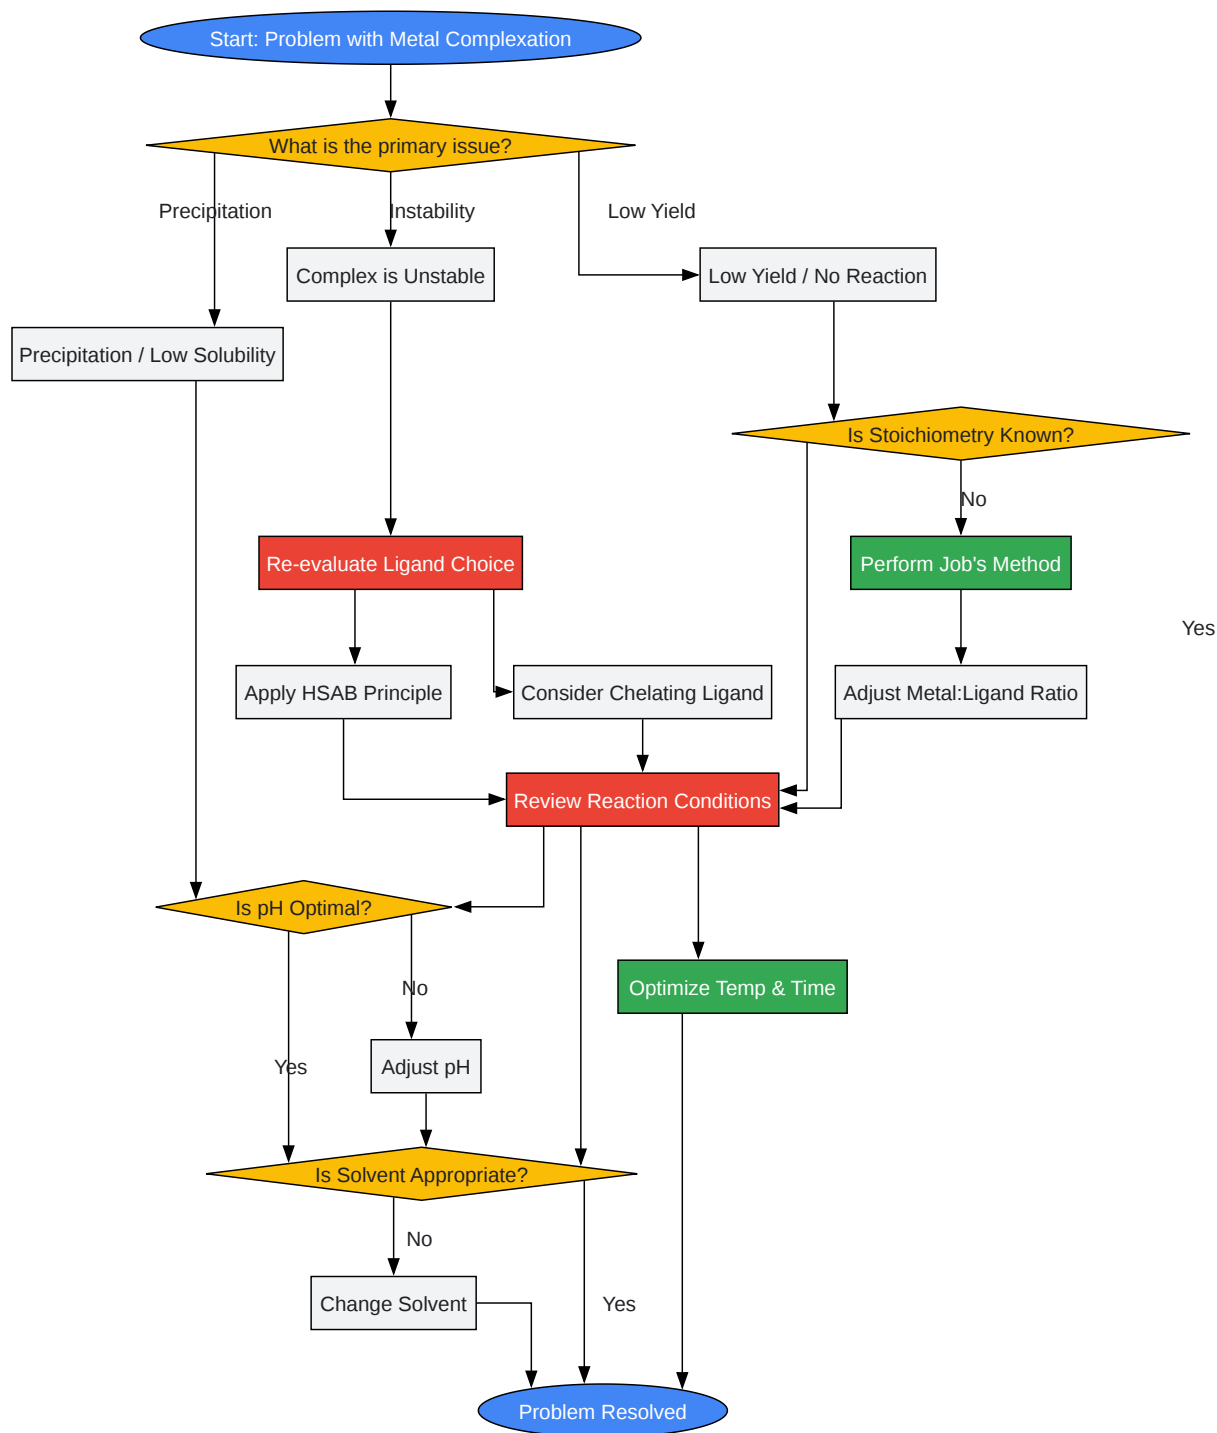 Start: Problem with Metal Complexation
What is the primary issue?
Precipitation
Instability
Low Yield
Complex is Unstable
Low Yield / No Reaction
Precipitation / Low Solubility
Is Stoichiometry Known?
No
Re-evaluate Ligand Choice
Perform Job's Method
Yes
Apply HSAB Principle
Consider Chelating Ligand
Adjust Metal:Ligand Ratio
Review Reaction Conditions
Is pH Optimal?
No
Optimize Temp & Time
Yes
Adjust pH
Is Solvent Appropriate?
No
Change Solvent
Yes
Problem Resolved